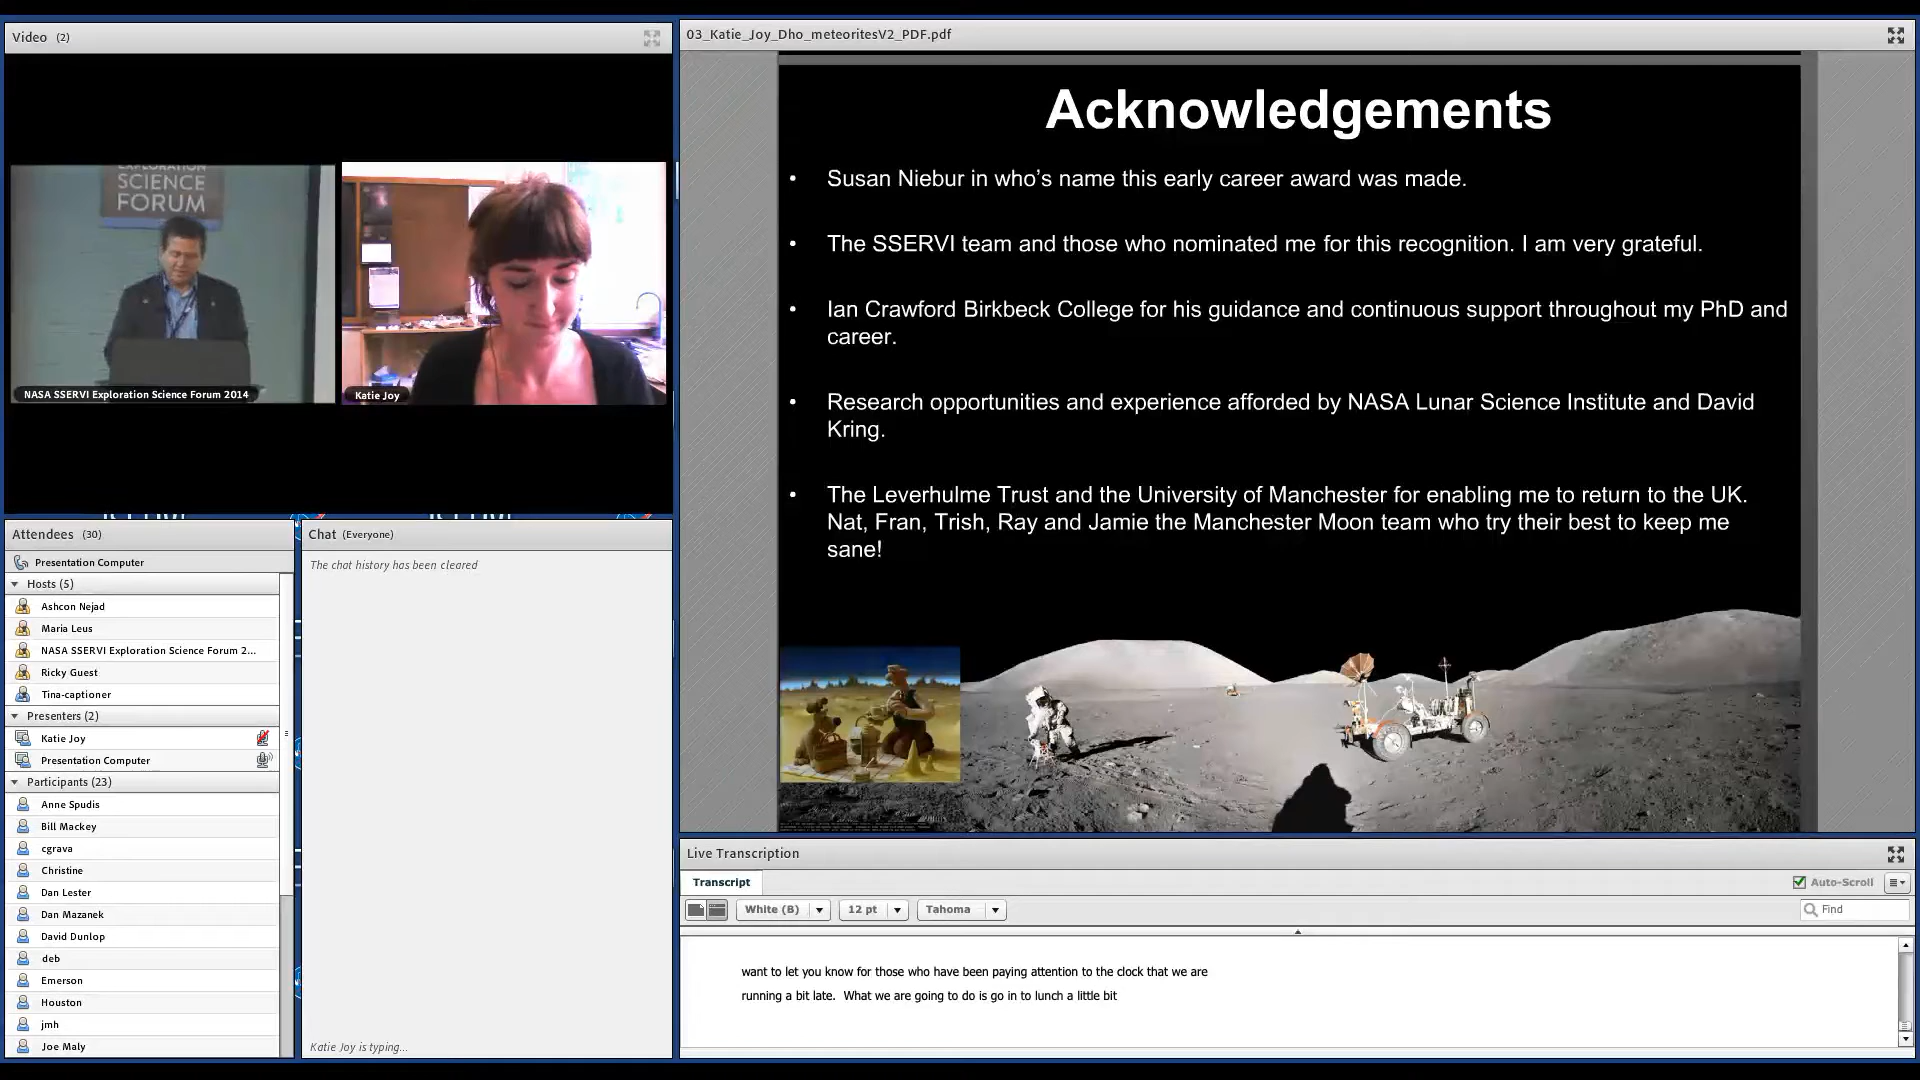 Video (2)
EXPLORATION
SCIENCE
FORUM
NASA SSERVI Exploration Science Forum 2014
Katie Joy
Attendees (30)
Presentation Computer
Hosts (5)
Ashcon Nejad
Maria Leus
NASA SSERVI Exploration Science Forum 2...
Ricky Guest
Tina-captioner
Presenters (2)
Katie Joy
Presentation Computer
Participants (23)
Anne Spudis
Bill Mackey
cgrava
Christine
Dan Lester
Dan Mazanek
David Dunlop
deb
Emerson
Houston
jmh
Joe Maly
Chat (Everyone)
The chat history has been cleared
Katie Joy is typing...
03_Katie_Joy_Dho_meteoritesV2_PDF.pdf
Acknowledgements
• Susan Niebur in who's name this early career award was made.
• The SSERVI team and those who nominated me for this recognition. I am very grateful.
• Ian Crawford Birkbeck College for his guidance and continuous support throughout my PhD and
career.
• Research opportunities and experience afforded by NASA Lunar Science Institute and David
Kring.
• The Leverhulme Trust and the University of Manchester for enabling me to return to the UK.
Nat, Fran, Trish, Ray and Jamie the Manchester Moon team who try their best to keep me
sane!
Live Transcription
Transcript
Auto-Scroll
White (B)
12 pt
Tahoma
Find
want to let you know for those who have been paying attention to the clock that we are
running a bit late. What we are going to do is go in to lunch a little bit